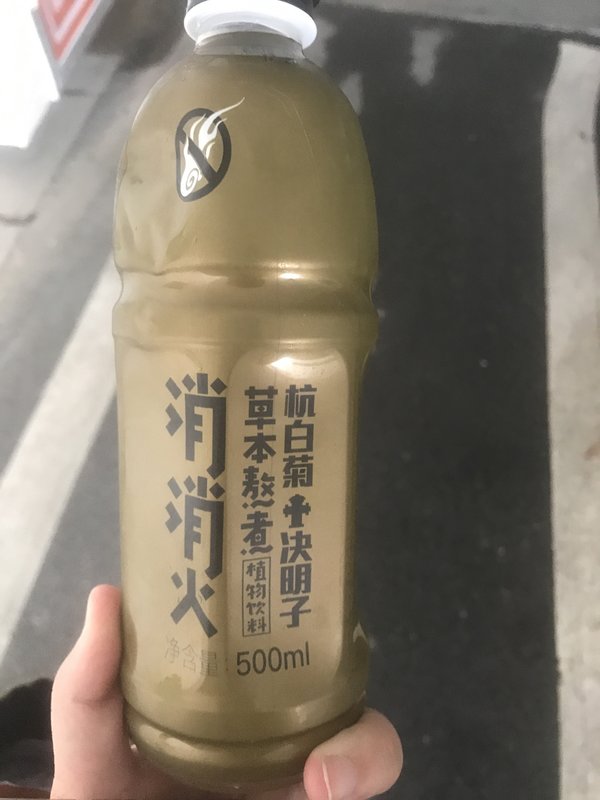 消消火
杭白菊+决明子
草本熬煮
植物饮料
净含量：500ml